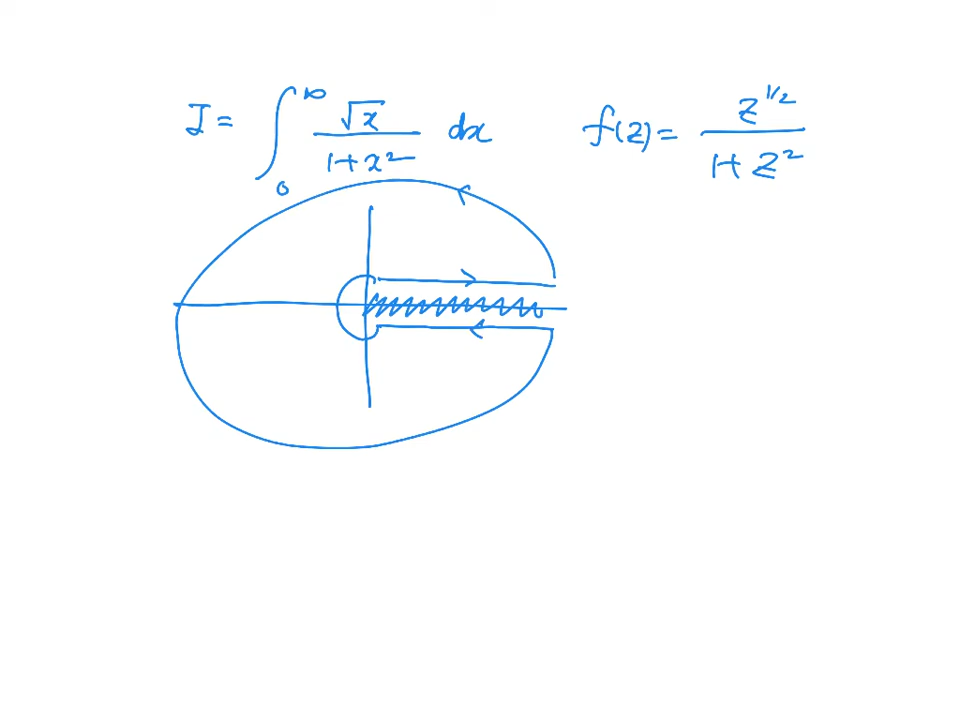 I = ∫₀^∞ √x / (1+x²) dx    f(z) = z^{1/2} / (1+z²)